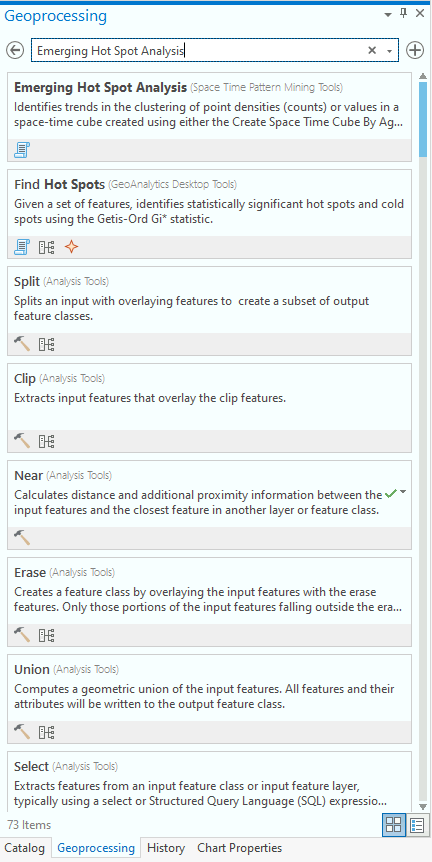 Geoprocessing
Emerging Hot Spot Analysis
Emerging Hot Spot Analysis (Space Time Pattern Mining Tools)
Identifies trends in the clustering of point densities (counts) or values in a
space-time cube created using either the Create Space Time Cube By Ag...
Find Hot Spots (GeoAnalytics Desktop Tools)
Given a set of features, identifies statistically significant hot spots and cold
spots using the Getis-Ord Gi* statistic.
Split (Analysis Tools)
Splits an input with overlaying features to create a subset of output
feature classes.
Clip (Analysis Tools)
Extracts input features that overlay the clip features.
Near (Analysis Tools)
Calculates distance and additional proximity information between the
input features and the closest feature in another layer or feature class.
Erase (Analysis Tools)
Creates a feature class by overlaying the input features with the erase
features. Only those portions of the input features falling outside the era...
Union (Analysis Tools)
Computes a geometric union of the input features. All features and their
attributes will be written to the output feature class.
Select (Analysis Tools)
Extracts features from an input feature class or input feature layer,
typically using a select or Structured Query Language (SQL) expressio...
73 Items
Catalog Geoprocessing History Chart Properties